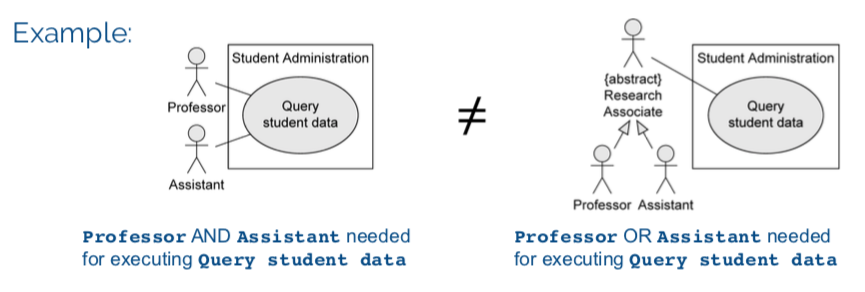 Example:
Student Administration
Professor
Query
student data
Assistant
≠
{abstract}
Research
Associate
Student Administration
Query
student data
Professor Assistant
Professor AND Assistant needed
for executing Query student data
Professor OR Assistant needed
for executing Query student data